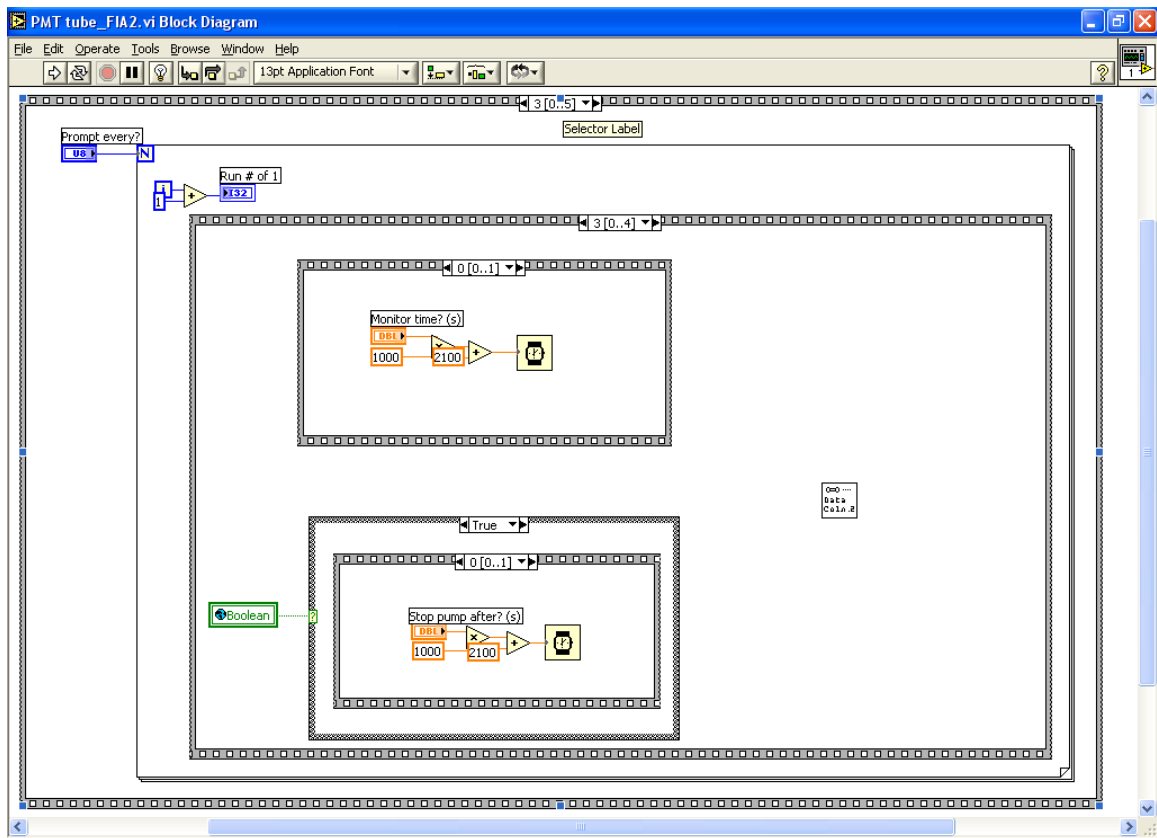 PMT tube_FIA2.vi Block Diagram
File Edit Operate Tools Browse Window Help
13pt Application Font
1
3 [0..5]
Selector Label
Prompt every?
U8
N
Run # of 1
i
I32
1
3 [0..4]
0 [0..1]
Monitor time? (s)
DBL
1000
2100
Data
Coln.2
True
0 [0..1]
Boolean
?
Stop pump after? (s)
DBL
1000
2100